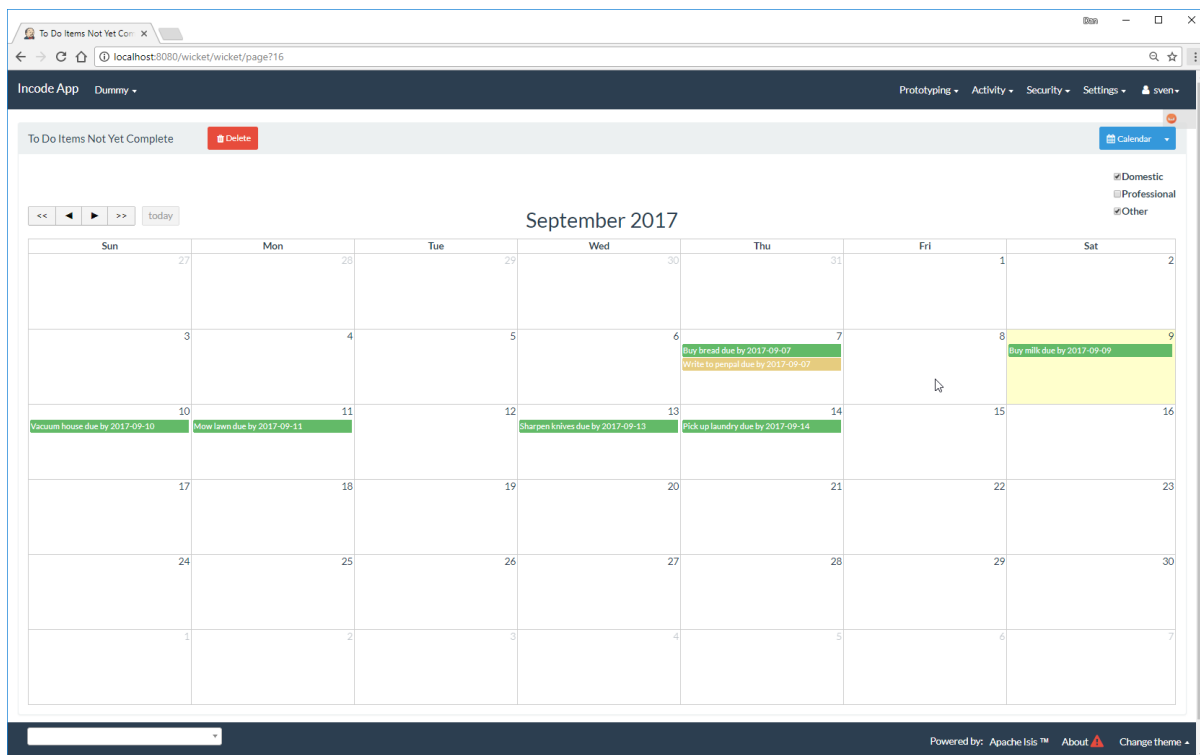 Dan
To Do Items Not Yet Com
localhost:8080/wicket/wicket/page?16
Incode App Dummy Prototyping Activity Security Settings sven
To Do Items Not Yet Complete Delete Calendar
Domestic
Professional
Other
<< >> today
September 2017
Sun Mon Tue Wed Thu Fri Sat
27 28 29 30 31 1 2
3 4 5 6 7 8 9
Buy bread due by 2017-09-07 Buy milk due by 2017-09-09
Write to penpal due by 2017-09-07
10 11 12 13 14 15 16
Vacuum house due by 2017-09-10 Mow lawn due by 2017-09-11 Sharpen knives due by 2017-09-13 Pick up laundry due by 2017-09-14
17 18 19 20 21 22 23
24 25 26 27 28 29 30
1 2 3 4 5 6 7
Powered by: Apache Isis ™ About Change theme